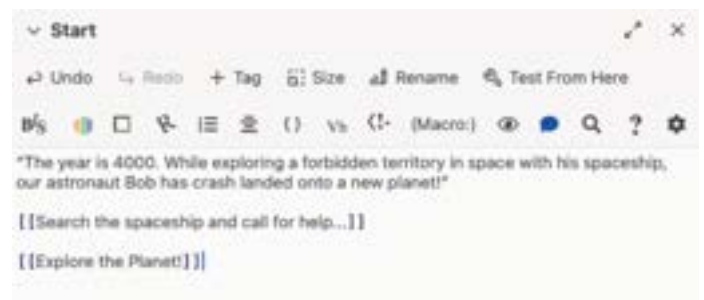 Start
Undo Redo + Tag Size Rename Test From Here
{} (Macro:) ?
"The year is 4000. While exploring a forbidden territory in space with his spaceship,
our astronaut Bob has crash landed onto a new planet!"
[[Search the spaceship and call for help...]]
[[Explore the Planet!]]